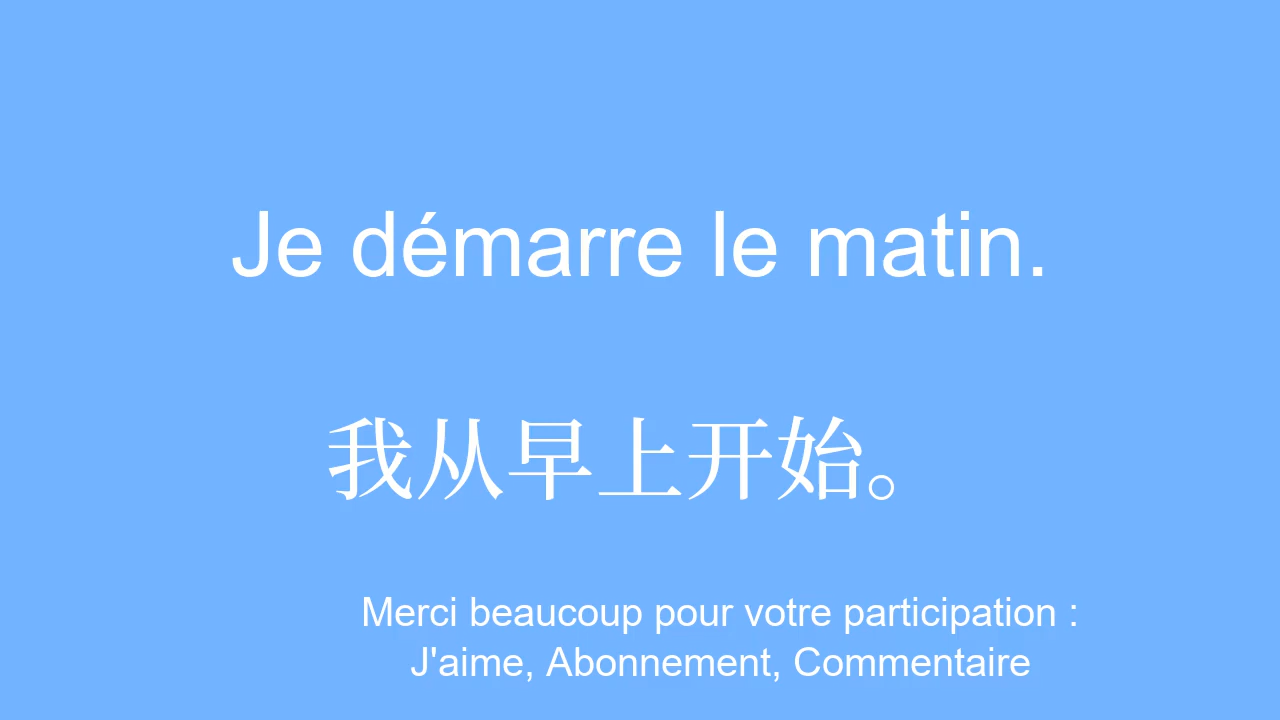 Je démarre le matin.
我从早上开始。
Merci beaucoup pour votre participation :
J'aime, Abonnement, Commentaire